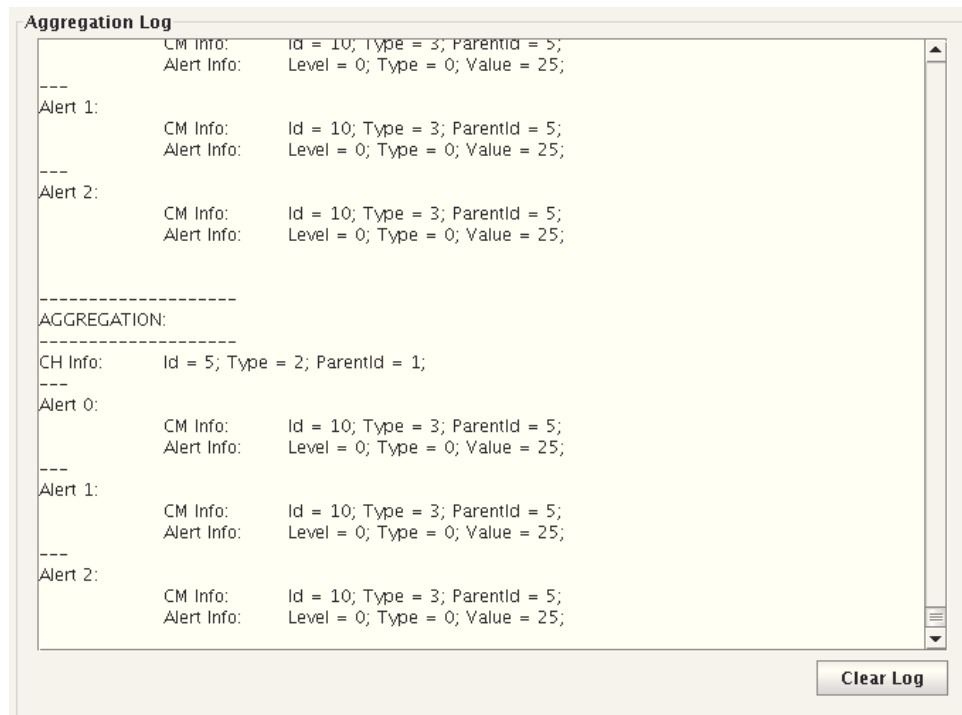 Aggregation Log
CM Info: Id = 10; Type = 3; ParentId = 5;
Alert Info: Level = 0; Type = 0; Value = 25;
---
Alert 1:
CM Info: Id = 10; Type = 3; ParentId = 5;
Alert Info: Level = 0; Type = 0; Value = 25;
---
Alert 2:
CM Info: Id = 10; Type = 3; ParentId = 5;
Alert Info: Level = 0; Type = 0; Value = 25;
--------------------
AGGREGATION:
--------------------
CH Info: Id = 5; Type = 2; ParentId = 1;
---
Alert 0:
CM Info: Id = 10; Type = 3; ParentId = 5;
Alert Info: Level = 0; Type = 0; Value = 25;
---
Alert 1:
CM Info: Id = 10; Type = 3; ParentId = 5;
Alert Info: Level = 0; Type = 0; Value = 25;
---
Alert 2:
CM Info: Id = 10; Type = 3; ParentId = 5;
Alert Info: Level = 0; Type = 0; Value = 25;
Clear Log